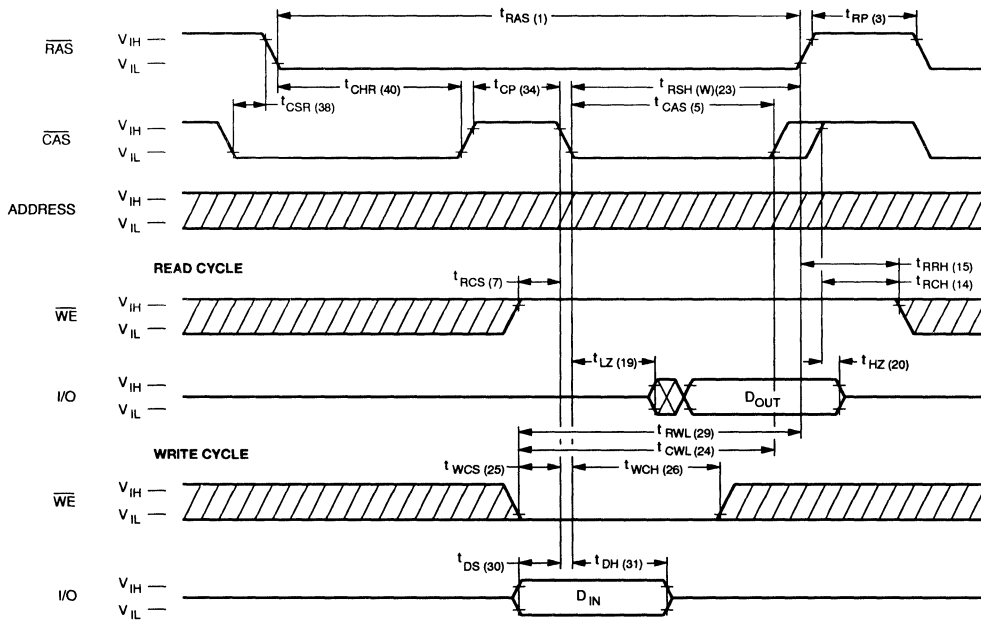 t RAS (1)
t RP (3)
RAS
V IH
V IL
t CHR (40)
t CP (34)
t RSH (W)(23)
t CSR (38)
t CAS (5)
CAS
V IH
V IL
ADDRESS
V IH
V IL
READ CYCLE
t RRH (15)
t RCS (7)
t RCH (14)
WE
V IH
V IL
t LZ (19)
t HZ (20)
I/O
V IH
V IL
D OUT
t RWL (29)
WRITE CYCLE
t CWL (24)
t WCS (25)
t WCH (26)
WE
V IH
V IL
t DS (30)
t DH (31)
I/O
V IH
V IL
D IN